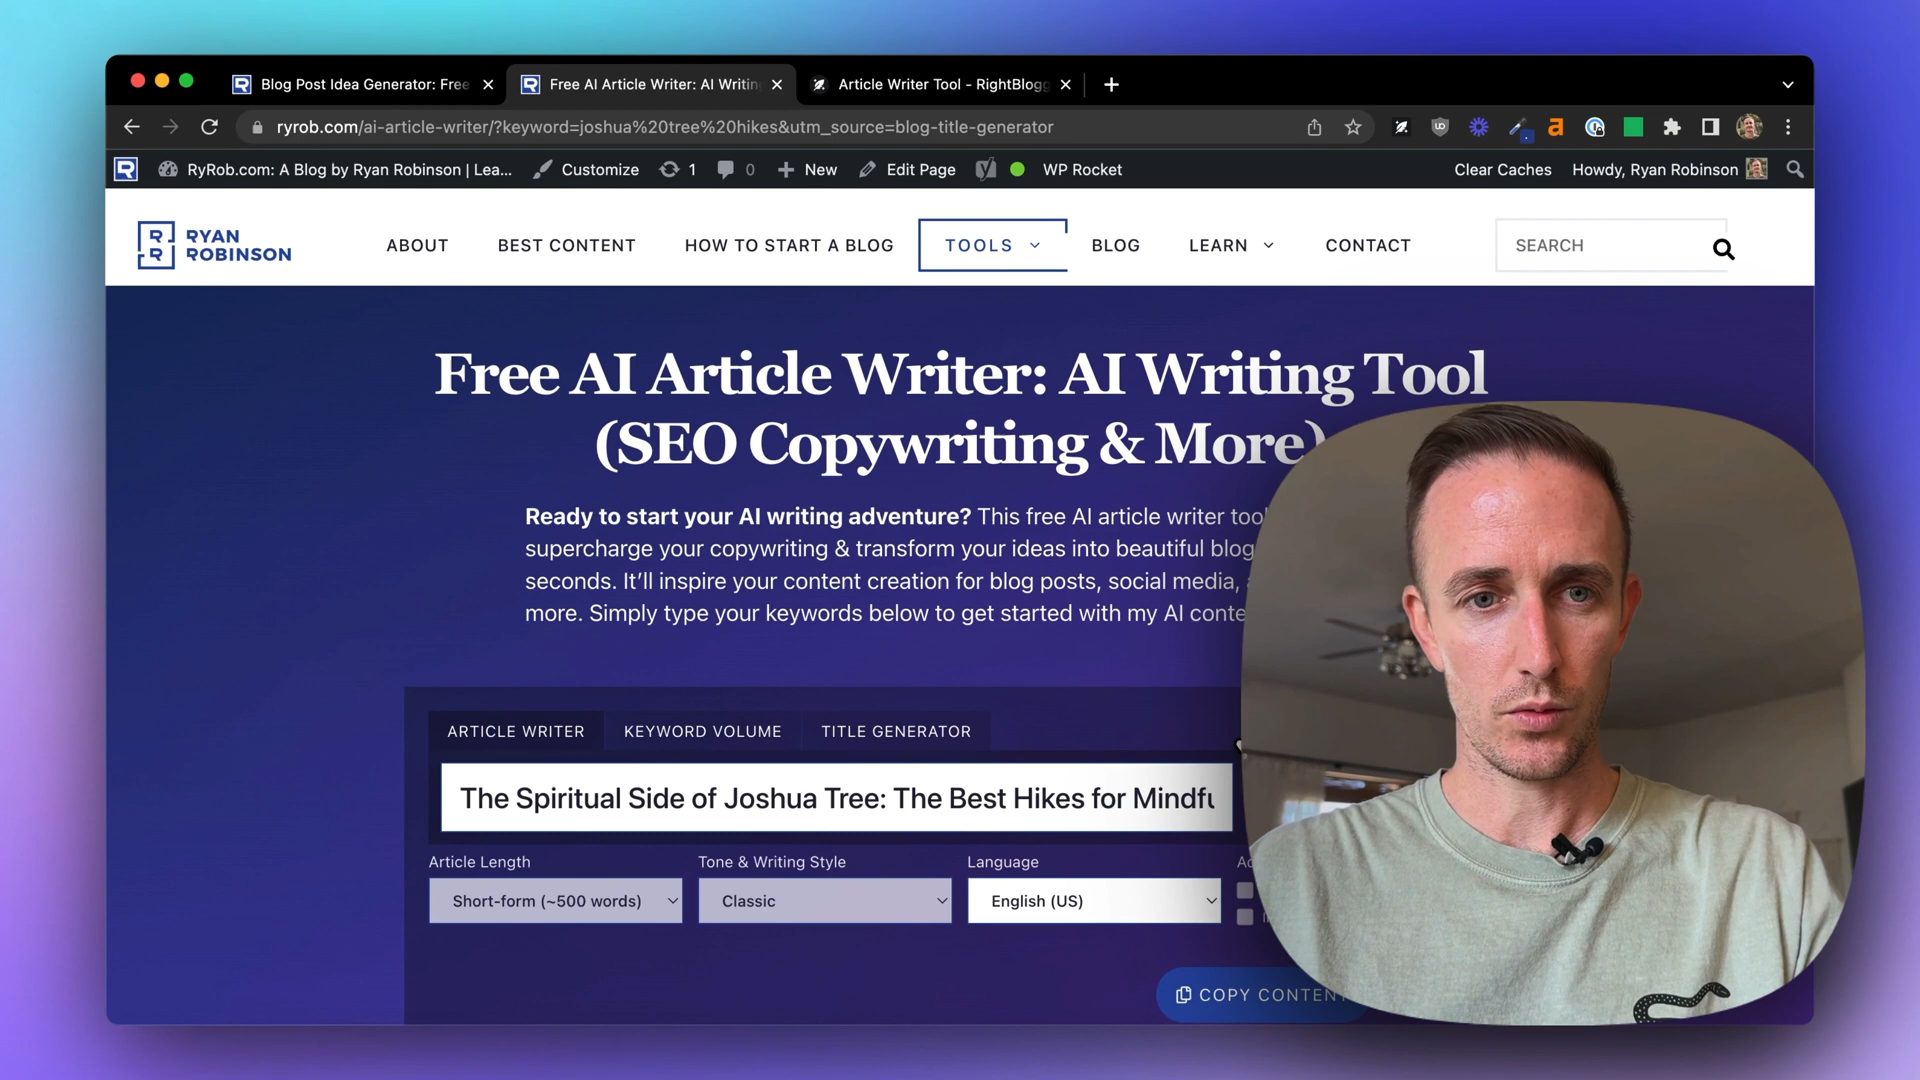 Blog Post Idea Generator: Free
Free AI Article Writer: AI Writin
Article Writer Tool - RightBlogg
ryrob.com/ai-article-writer/?keyword=joshua%20tree%20hikes&utm_source=blog-title-generator
RyRob.com: A Blog by Ryan Robinson | Lea...
Customize
1
0
New
Edit Page
WP Rocket
Clear Caches
Howdy, Ryan Robinson
RYAN
ROBINSON
ABOUT
BEST CONTENT
HOW TO START A BLOG
TOOLS
BLOG
LEARN
CONTACT
SEARCH
Free AI Article Writer: AI Writing Tool
(SEO Copywriting & More)
Ready to start your AI writing adventure? This free AI article writer tool
supercharge your copywriting & transform your ideas into beautiful blog
seconds. It'll inspire your content creation for blog posts, social media,
more. Simply type your keywords below to get started with my AI conte
ARTICLE WRITER
KEYWORD VOLUME
TITLE GENERATOR
The Spiritual Side of Joshua Tree: The Best Hikes for Mindfu
Article Length
Tone & Writing Style
Language
Short-form (~500 words)
Classic
English (US)
COPY CONTENT